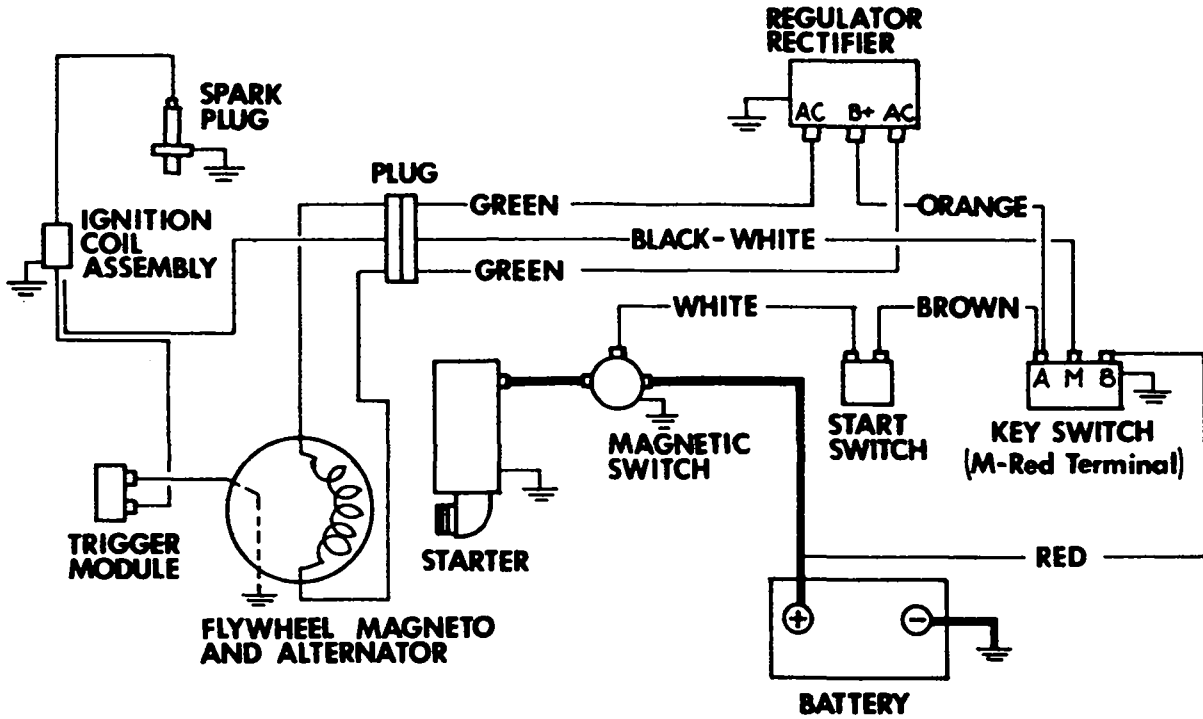 REGULATOR
RECTIFIER
AC B+ AC
SPARK
PLUG
PLUG
GREEN
ORANGE
IGNITION
COIL
ASSEMBLY
BLACK-WHITE
GREEN
WHITE
BROWN
A M B
START
SWITCH
KEY SWITCH
(M-Red Terminal)
MAGNETIC
SWITCH
TRIGGER
MODULE
STARTER
RED
+
-
FLYWHEEL MAGNETO
AND ALTERNATOR
BATTERY